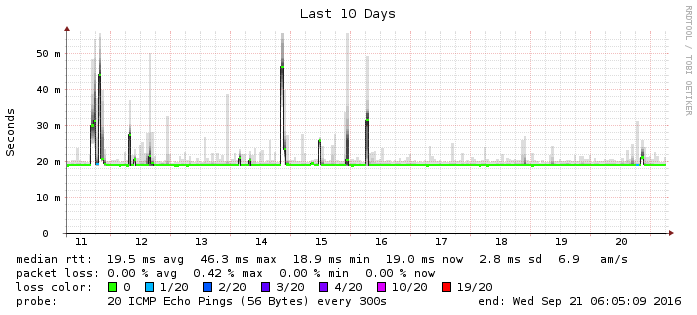 Last 10 Days
RRDTOOL / TOBI OETIKER
Seconds
50 m
40 m
30 m
20 m
10 m
0
11 12 13 14 15 16 17 18 19 20
median rtt: 19.5 ms avg 46.3 ms max 18.9 ms min 19.0 ms now 2.8 ms sd 6.9 am/s
packet loss: 0.00 % avg 0.42 % max 0.00 % min 0.00 % now
loss color: 0 1/20 2/20 3/20 4/20 10/20 19/20
probe: 20 ICMP Echo Pings (56 Bytes) every 300s end: Wed Sep 21 06:05:09 2016